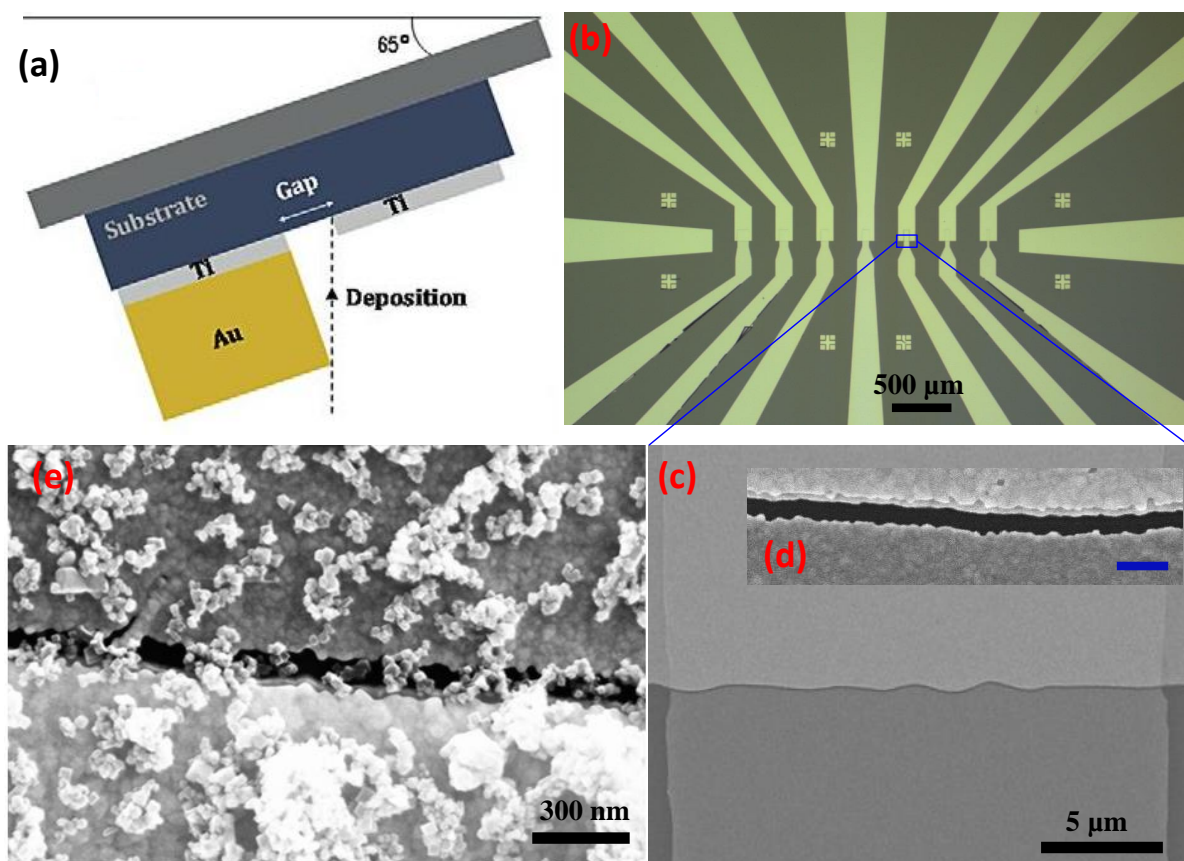 (a)
65°
Substrate
Gap
Ti
Ti
Au
Deposition
(b)
500 µm
(e)
300 nm
(c)
(d)
5 µm